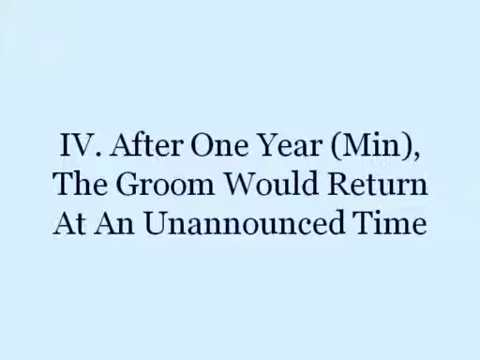 IV. After One Year (Min),
The Groom Would Return
At An Unannounced Time